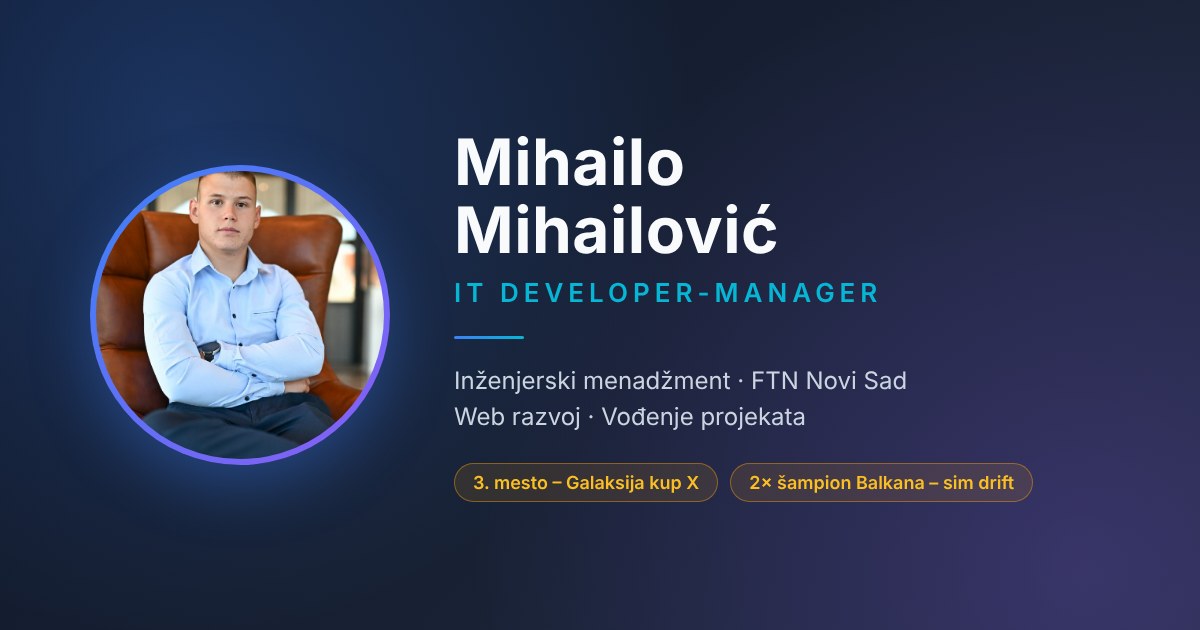 Mihailo
Mihailović
IT DEVELOPER-MANAGER
Inženjerski menadžment · FTN Novi Sad
Web razvoj · Vođenje projekata
3. mesto – Galaksija kup X
2× šampion Balkana – sim drift